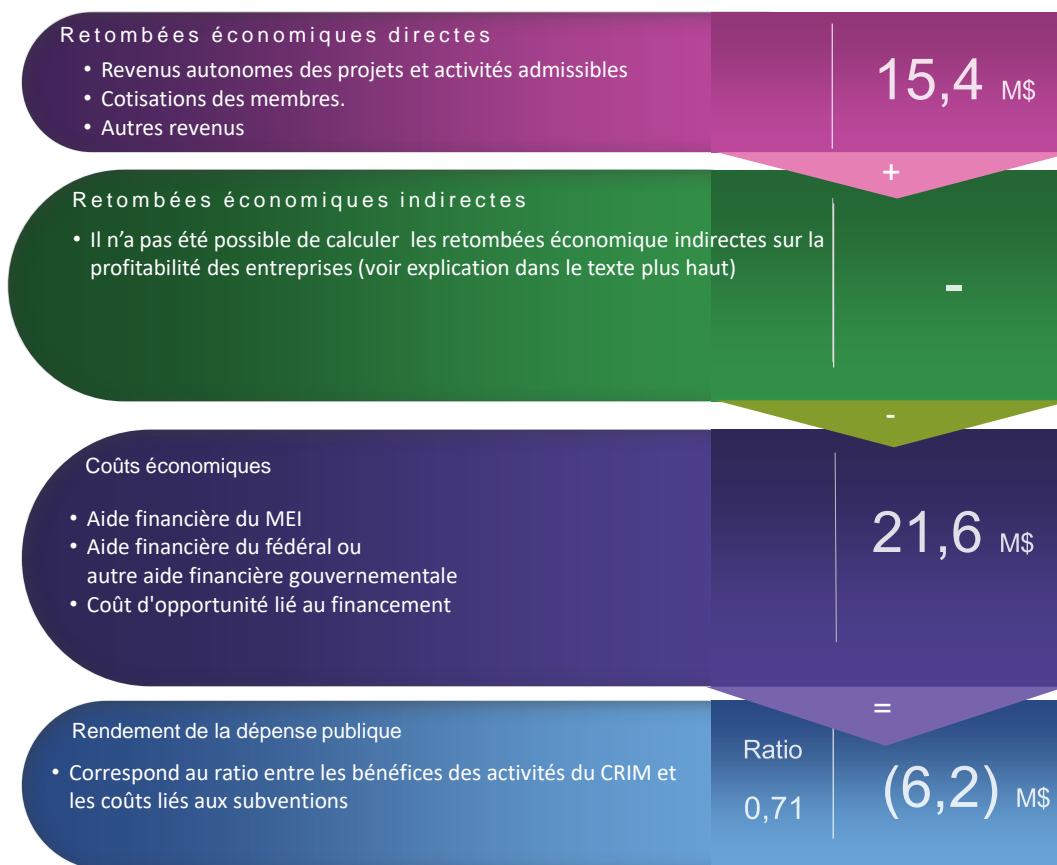 Retombées économiques directes
• Revenus autonomes des projets et activités admissibles
• Cotisations des membres.
• Autres revenus
15,4 M$
+
Retombées économiques indirectes
• Il n'a pas été possible de calculer les retombées économique indirectes sur la
profitabilité des entreprises (voir explication dans le texte plus haut)
-
-
Coûts économiques
• Aide financière du MEI
• Aide financière du fédéral ou
autre aide financière gouvernementale
• Coût d'opportunité lié au financement
21,6 M$
=
Rendement de la dépense publique
• Correspond au ratio entre les bénéfices des activités du CRIM et
les coûts liés aux subventions
Ratio
0,71
(6,2) M$